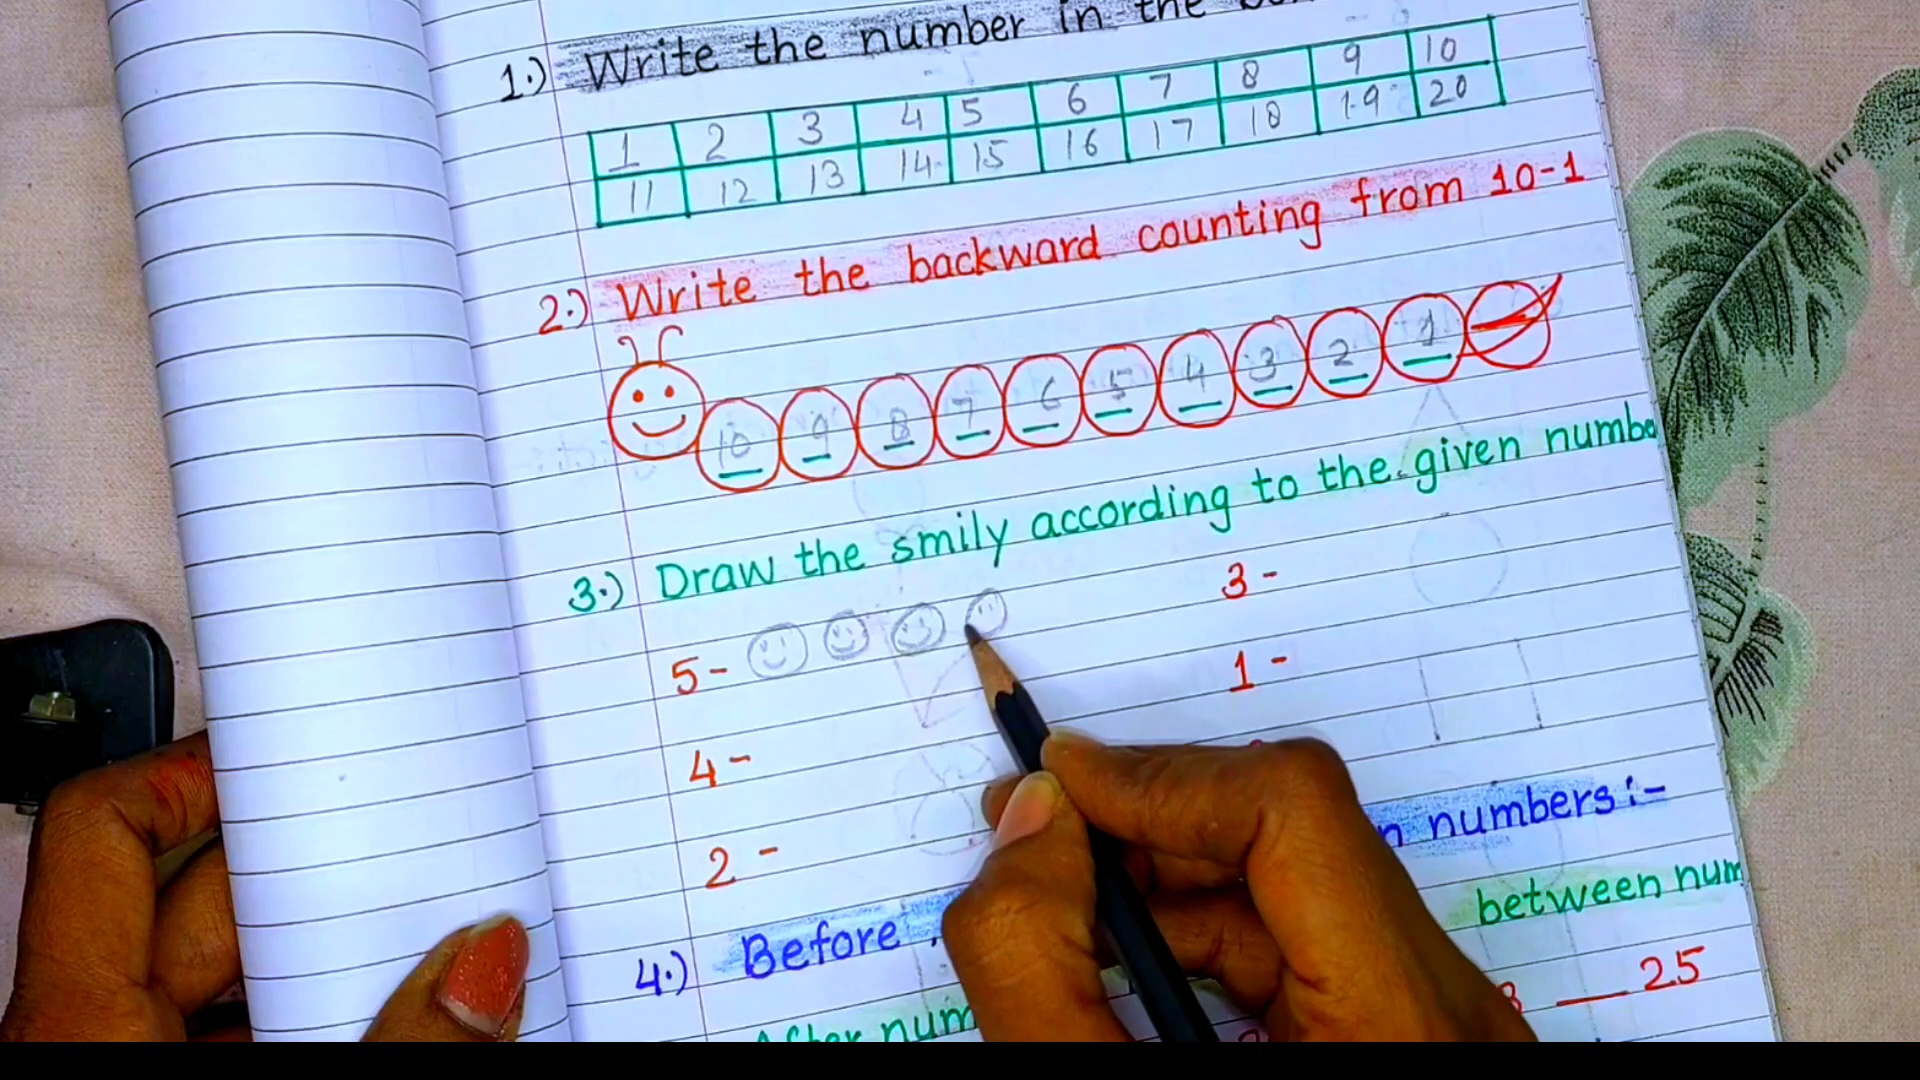 1.) Write the number in the
1 2 3 4 5 6 7 8 9 10
11 12 13 14 15 16 17 18 19 20
2.) Write the backward counting from 10-1
10 9 8 7 6 5 4 3 2 1
3.) Draw the smily according to the given numbe
5- 3-
4- 1-
2-
4.) Before numbers:-
After num between num
25